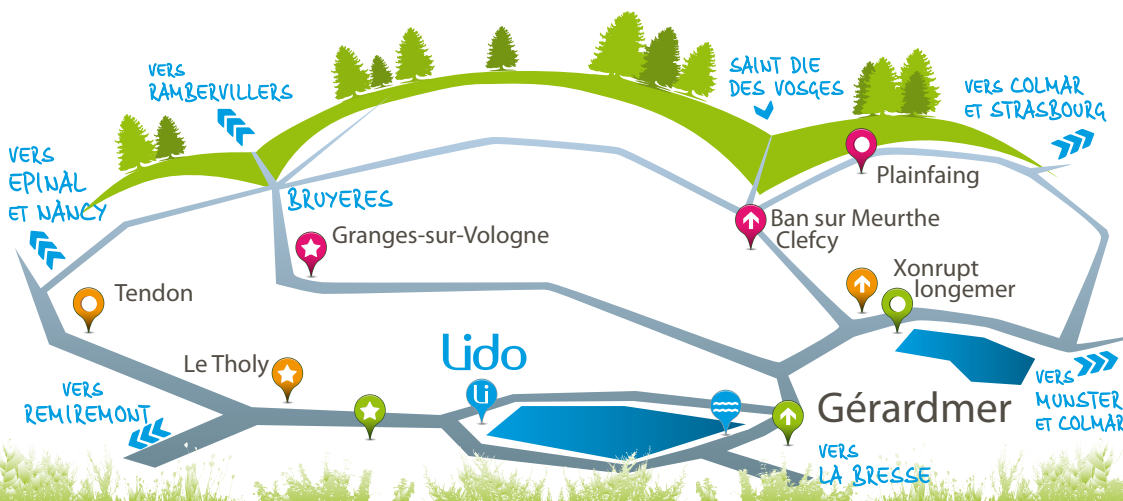 VERS
RAMBERVILLERS
SAINT DIE
DES VOSGES
VERS COLMAR
ET STRASBOURG
VERS
EPINAL
ET NANCY
BRUYERES
Plainfaing
Granges-sur-Vologne
Ban sur Meurthe
Clefcy
Xonrupt
longemer
Tendon
Lido
Le Tholy
Li
VERS
REMIREMONT
VERS
MUNSTER
ET COLMAR
Gérardmer
VERS
LA BRESSE